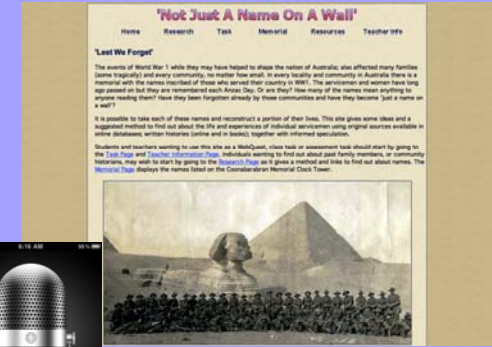 'Not Just A Name On A Wall'
Home Research Task Memorial Resources Teacher Info
'Lest We Forget'
The events of World War 1 while they may have helped to shape the nation of Australia; also affected many families
(some tragically) and every community, no matter how small. In every locality and community in Australia there is a
memorial with the names inscribed of those who served their country in WW1. The servicemen and women have long
ago passed on but they are remembered each Anzac Day. Or are they? How many of the names mean anything to
anyone reading them? Have they been forgotten already by those communities and have they become 'just a name on
a wall'?
It is possible to take each of these names and reconstruct a portion of their lives. This site gives some ideas and a
suggested method to find out about the life and experiences of individual servicemen using original sources available in
online databases; written histories (online and in books); together with informed speculation.
Students and teachers wanting to use this site as a WebQuest, class task or assessment task should start by going to
the Task Page and Teacher Information Page. Individuals wanting to find out about past family members, or community
historians, may wish to start by going to the Research Page as it gives a method and links to find out about names. The
Memorial Page displays the names listed on the Coonabarabran Memorial Clock Tower.
5:16 AM